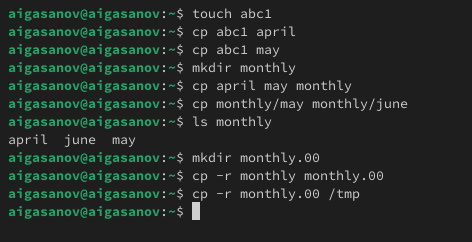 aigasanov@aigasanov:~$ touch abc1
aigasanov@aigasanov:~$ cp abc1 april
aigasanov@aigasanov:~$ cp abc1 may
aigasanov@aigasanov:~$ mkdir monthly
aigasanov@aigasanov:~$ cp april may monthly
aigasanov@aigasanov:~$ cp monthly/may monthly/june
aigasanov@aigasanov:~$ ls monthly
april  june  may
aigasanov@aigasanov:~$ mkdir monthly.00
aigasanov@aigasanov:~$ cp -r monthly monthly.00
aigasanov@aigasanov:~$ cp -r monthly.00 /tmp
aigasanov@aigasanov:~$